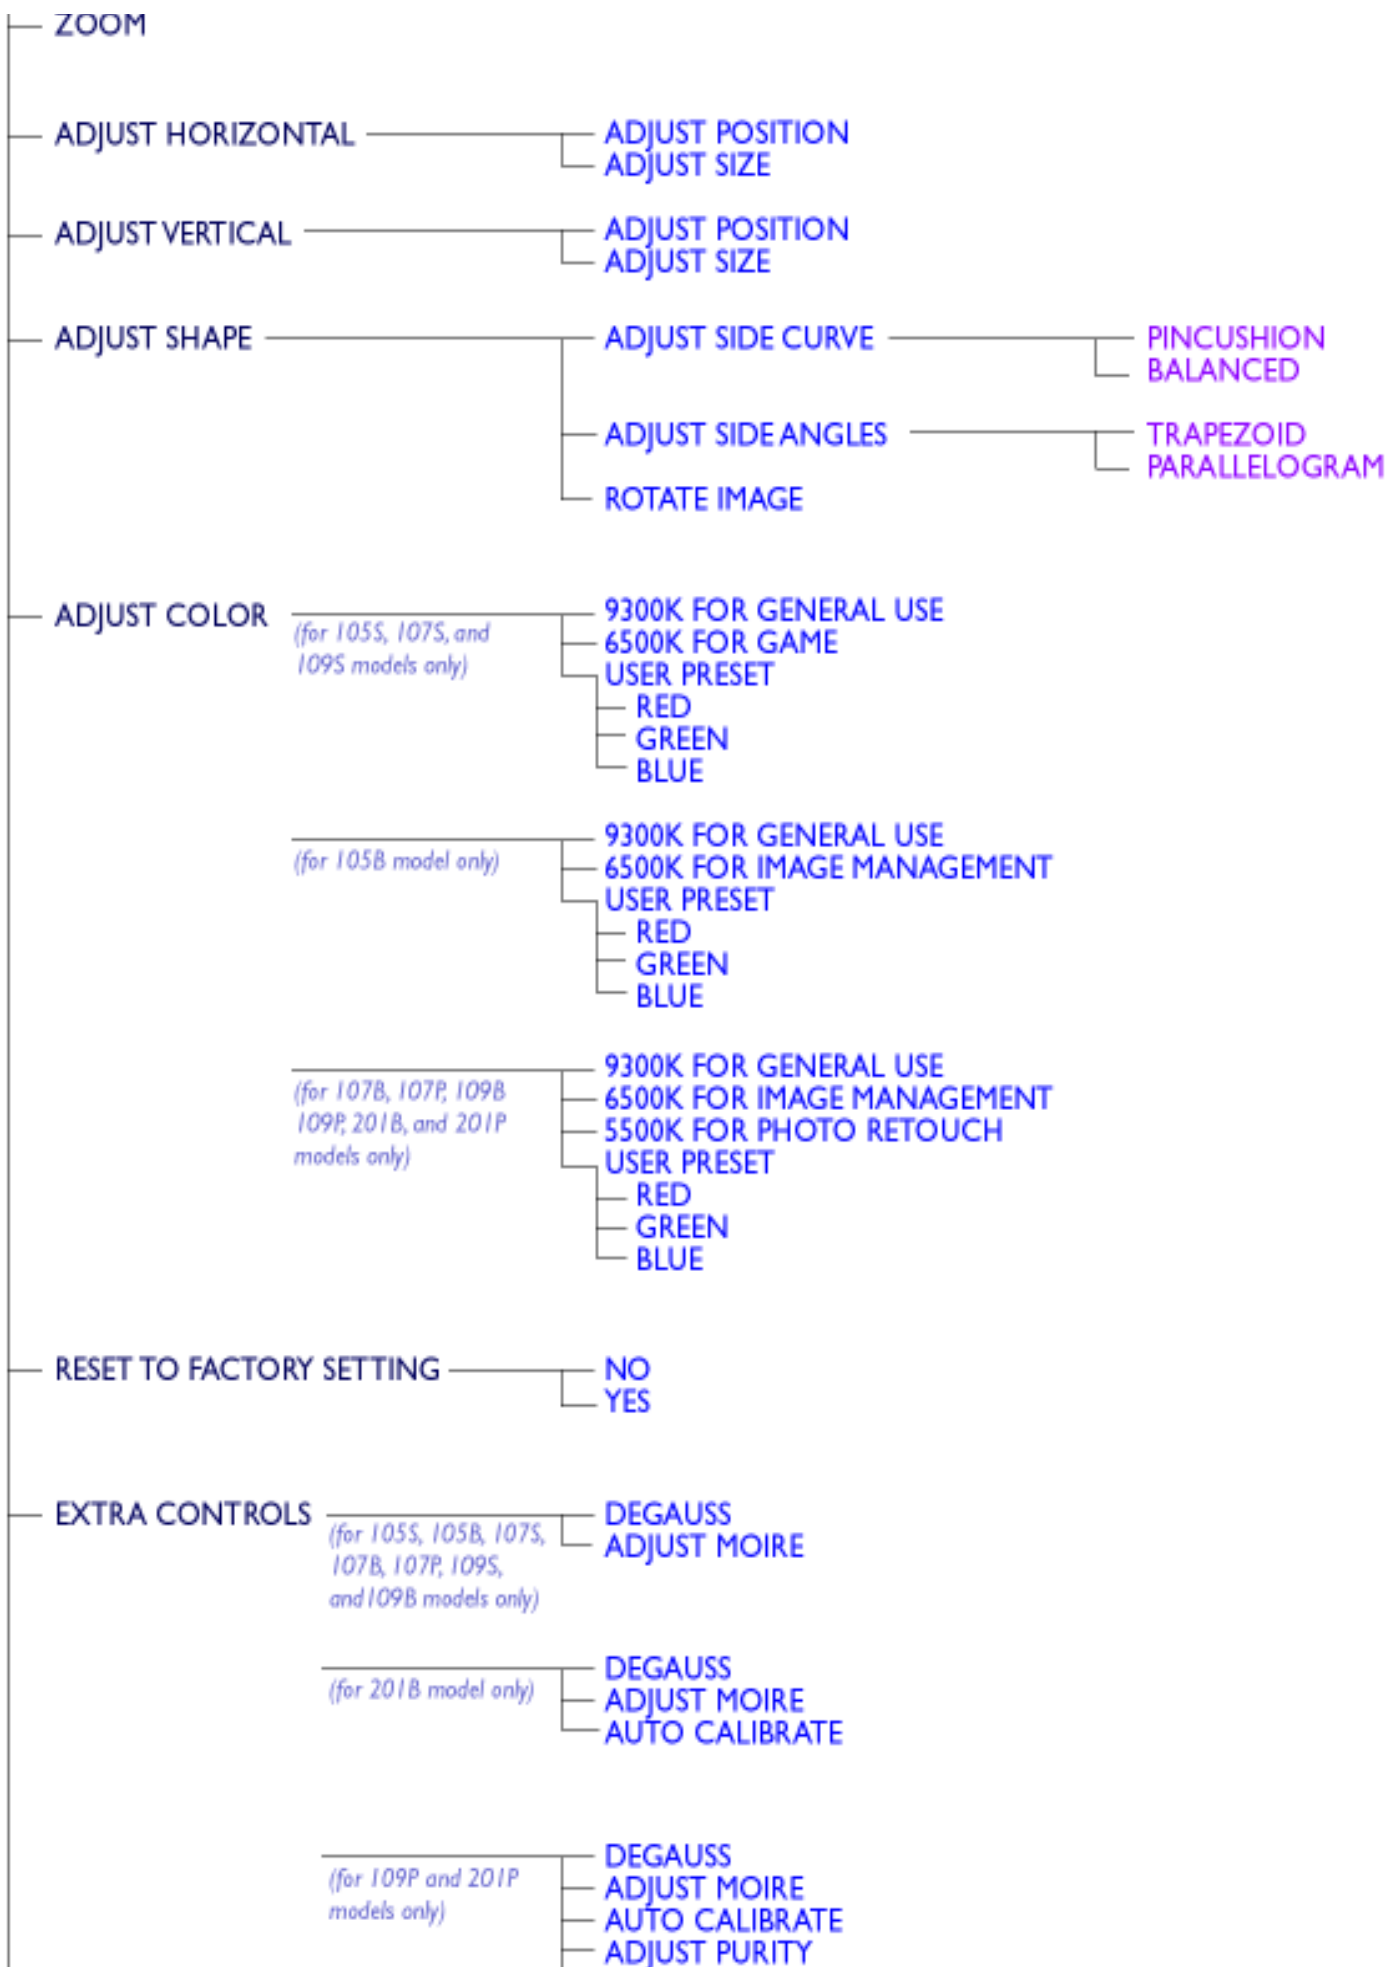 ZOOM
ADJUST HORIZONTAL
ADJUST POSITION
ADJUST SIZE
ADJUST VERTICAL
ADJUST POSITION
ADJUST SIZE
ADJUST SHAPE
ADJUST SIDE CURVE
PINCUSHION
BALANCED
ADJUST SIDE ANGLES
TRAPEZOID
PARALLELOGRAM
ROTATE IMAGE
ADJUST COLOR
(for 105S, 107S, and
109S models only)
9300K FOR GENERAL USE
6500K FOR GAME
USER PRESET
RED
GREEN
BLUE
(for 105B model only)
9300K FOR GENERAL USE
6500K FOR IMAGE MANAGEMENT
USER PRESET
RED
GREEN
BLUE
(for 107B, 107P, 109B
109P, 201B, and 201P
models only)
9300K FOR GENERAL USE
6500K FOR IMAGE MANAGEMENT
5500K FOR PHOTO RETOUCH
USER PRESET
RED
GREEN
BLUE
RESET TO FACTORY SETTING
NO
YES
EXTRA CONTROLS
(for 105S, 105B, 107S,
107B, 107P, 109S,
and109B models only)
DEGAUSS
ADJUST MOIRE
(for 201B model only)
DEGAUSS
ADJUST MOIRE
AUTO CALIBRATE
(for 109P and 201P
models only)
DEGAUSS
ADJUST MOIRE
AUTO CALIBRATE
ADJUST PURITY